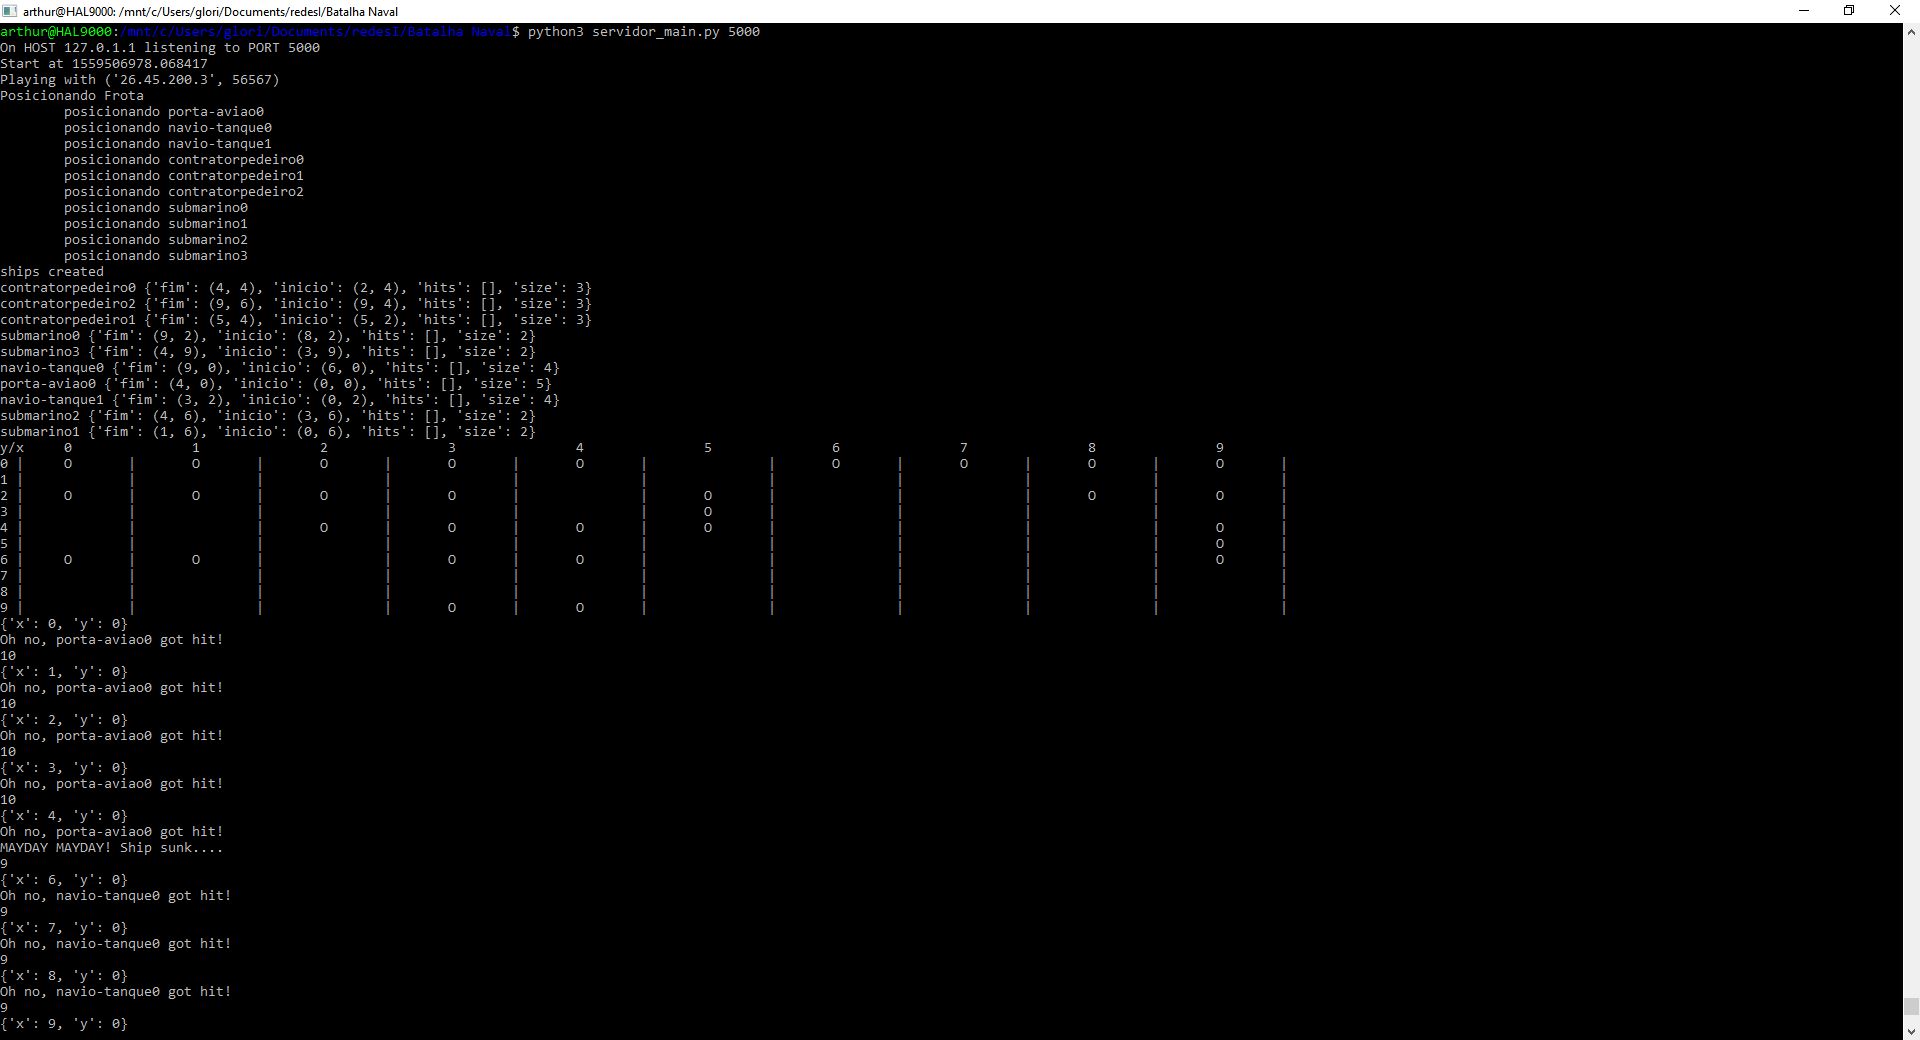 arthur@HAL9000: /mnt/c/Users/glori/Documents/redesI/Batalha Naval
arthur@HAL9000:/mnt/c/Users/glori/Documents/redesI/Batalha Naval$ python3 servidor_main.py 5000
On HOST 127.0.1.1 listening to PORT 5000
Start at 1559506978.068417
Playing with ('26.45.200.3', 56567)
Posicionando Frota
        posicionando porta-aviao0
        posicionando navio-tanque0
        posicionando navio-tanque1
        posicionando contratorpedeiro0
        posicionando contratorpedeiro1
        posicionando contratorpedeiro2
        posicionando submarino0
        posicionando submarino1
        posicionando submarino2
        posicionando submarino3
ships created
contratorpedeiro0 {'fim': (4, 4), 'inicio': (2, 4), 'hits': [], 'size': 3}
contratorpedeiro2 {'fim': (9, 6), 'inicio': (9, 4), 'hits': [], 'size': 3}
contratorpedeiro1 {'fim': (5, 4), 'inicio': (5, 2), 'hits': [], 'size': 3}
submarino0 {'fim': (9, 2), 'inicio': (8, 2), 'hits': [], 'size': 2}
submarino3 {'fim': (4, 9), 'inicio': (3, 9), 'hits': [], 'size': 2}
navio-tanque0 {'fim': (9, 0), 'inicio': (6, 0), 'hits': [], 'size': 4}
porta-aviao0 {'fim': (4, 0), 'inicio': (0, 0), 'hits': [], 'size': 5}
navio-tanque1 {'fim': (3, 2), 'inicio': (0, 2), 'hits': [], 'size': 4}
submarino2 {'fim': (4, 6), 'inicio': (3, 6), 'hits': [], 'size': 2}
submarino1 {'fim': (1, 6), 'inicio': (0, 6), 'hits': [], 'size': 2}
y/x 0 1 2 3 4 5 6 7 8 9
0 | O | O | O | O | O | | O | O | O | O |
1 | | | | | | | | | | |
2 | O | O | O | O | | O | | | O | O |
3 | | | | | | O | | | | |
4 | | | O | O | O | O | | | | O |
5 | | | | | | | | | | O |
6 | O | O | | O | O | | | | | O |
7 | | | | | | | | | | |
8 | | | | | | | | | | |
9 | | | | O | O | | | | | |
{'x': 0, 'y': 0}
Oh no, porta-aviao0 got hit!
10
{'x': 1, 'y': 0}
Oh no, porta-aviao0 got hit!
10
{'x': 2, 'y': 0}
Oh no, porta-aviao0 got hit!
10
{'x': 3, 'y': 0}
Oh no, porta-aviao0 got hit!
10
{'x': 4, 'y': 0}
Oh no, porta-aviao0 got hit!
MAYDAY MAYDAY! Ship sunk....
9
{'x': 6, 'y': 0}
Oh no, navio-tanque0 got hit!
9
{'x': 7, 'y': 0}
Oh no, navio-tanque0 got hit!
9
{'x': 8, 'y': 0}
Oh no, navio-tanque0 got hit!
9
{'x': 9, 'y': 0}